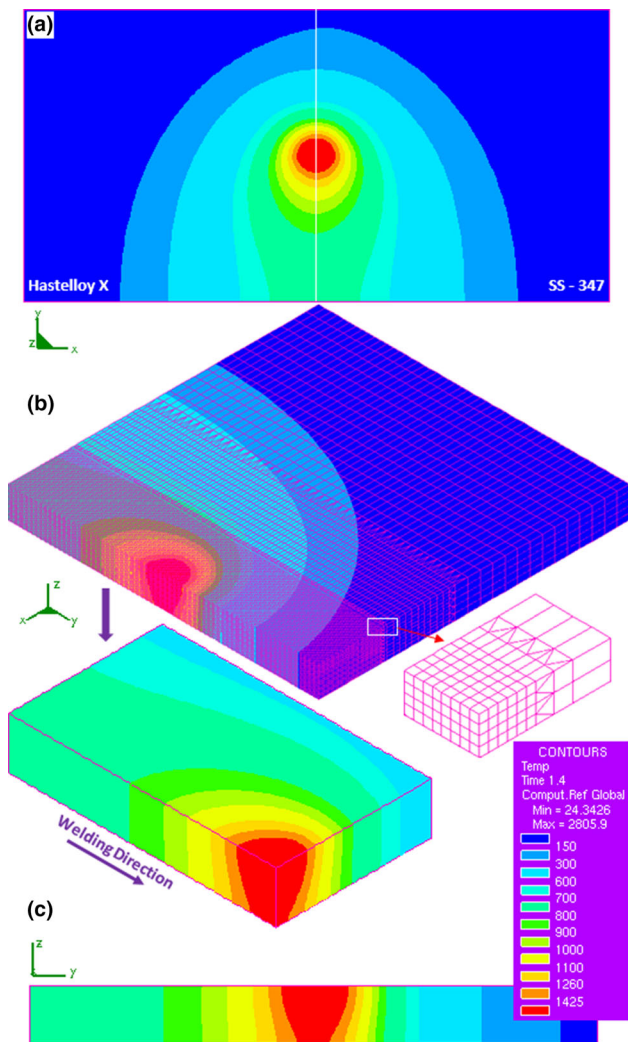 (a)
Hastelloy X
SS - 347
y
z
x
(b)
z
x
y
CONTOURS
Temp
Time 1.4
Comput.Ref Global
Min = 24.3426
Max = 2805.9
150
300
600
700
800
900
1000
1100
1260
1425
Welding Direction
(c)
z
y